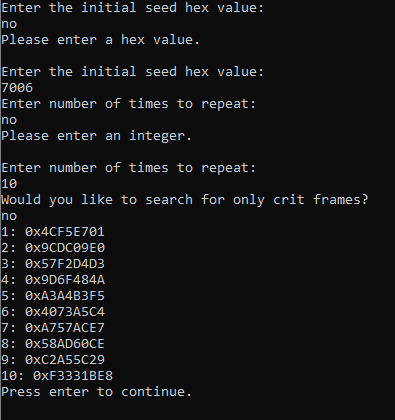 Enter the initial seed hex value:
no
Please enter a hex value.
Enter the initial seed hex value:
7006
Enter number of times to repeat:
no
Please enter an integer.
Enter number of times to repeat:
10
Would you like to search for only crit frames?
no
1: 0x4CF5E701
2: 0x9CDC09E0
3: 0x57F2D4D3
4: 0x9D6F484A
5: 0xA3A4B3F5
6: 0x4073A5C4
7: 0xA757ACE7
8: 0x58AD60CE
9: 0xC2A55C29
10: 0xF3331BE8
Press enter to continue.